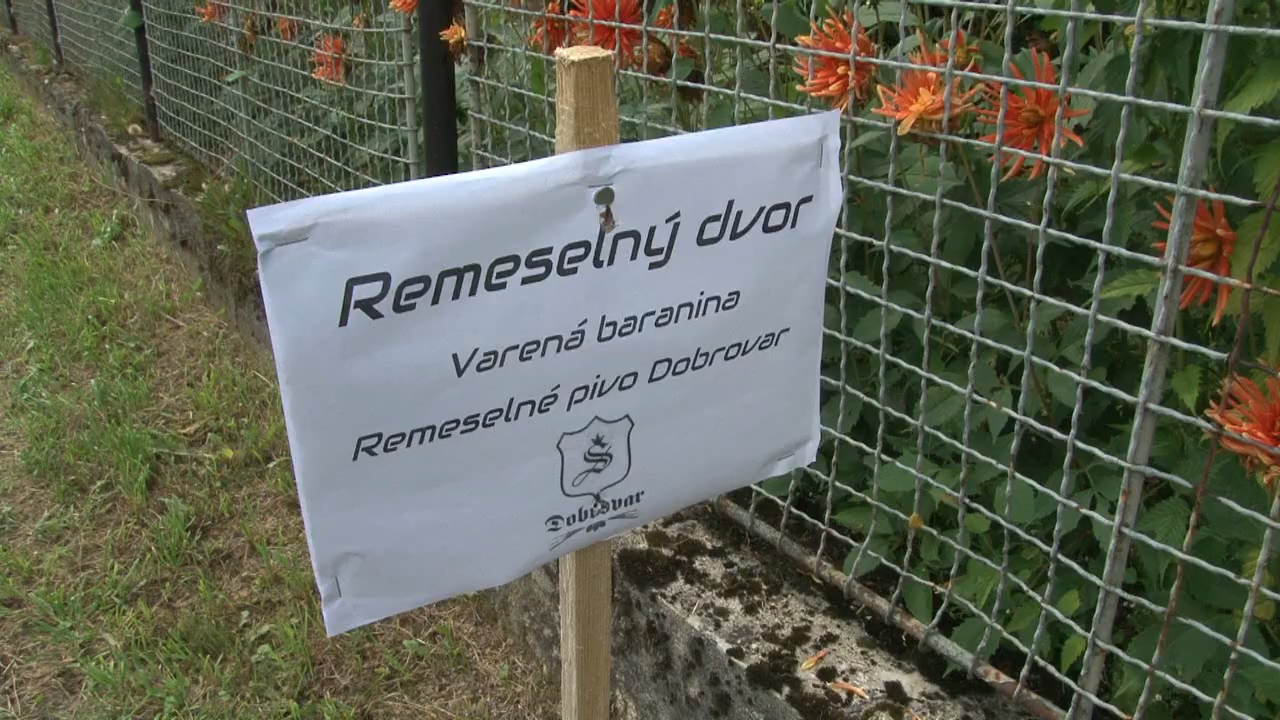 Remeselný dvor
Varená baranina
Remeselné pivo Dobrovar
S
Dobrovar